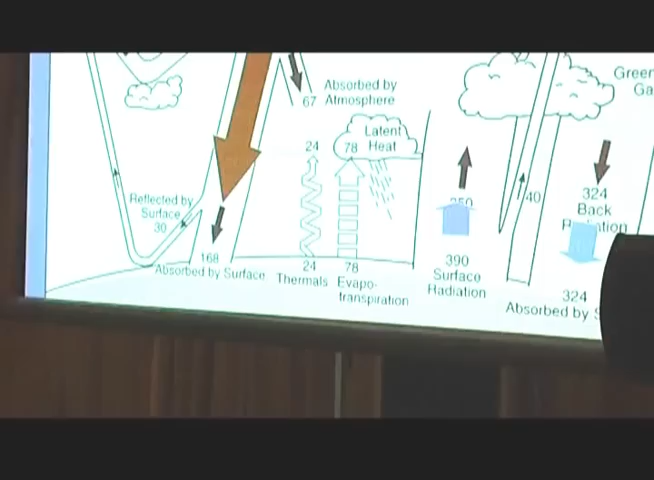 Green
Ga
Absorbed by
67 Atmosphere
Latent
24 78 Heat
Reflected by
Surface
30
40
324
Back
350
168
Absorbed by Surface
24
Thermals
78
Evapo-
transpiration
390
Surface
Radiation
324
Absorbed by S